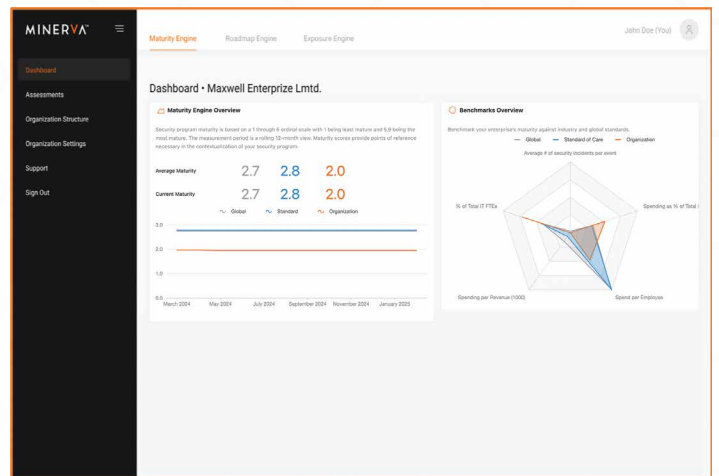 MINERVA
Dashboard
Assessments
Organization Structure
Organization Settings
Support
Sign Out
Maturity Engine
Roadmap Engine
Exposure Engine
John Doe (You)
Dashboard • Maxwell Enterprize Lmtd.
Maturity Engine Overview
Security program maturity is based on a 1 through 5 ordinal scale with 1 being least mature and 5.0 being the
most mature. The measurement period is a rolling 12-month view. Maturity scores provide points of reference
necessary in the contextualization of your security program.
Average Maturity 2.7 2.8 2.0
Current Maturity 2.7 2.8 2.0
Global Standard Organization
3.0
2.0
1.0
0.0
March 2024 May 2024 July 2024 September 2024 November 2024 January 2025
Benchmarks Overview
Benchmark your enterprise's maturity against industry and global standards.
Global Standard of Care Organization
Average # of security incidents per event
% of Total IT FTEs
Spending as % of Total I
Spending per Revenue (1000)
Spend per Employee